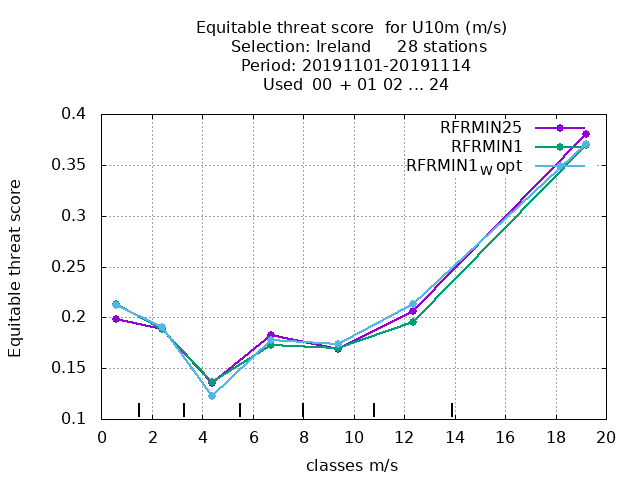 Equitable threat score  for U10m (m/s)
Selection: Ireland     28 stations
Period: 20191101-20191114
Used  00 + 01 02 ... 24
RFRMIN25
RFRMIN1
RFRMIN1W opt
Equitable threat score
0.4
0.35
0.3
0.25
0.2
0.15
0.1
0 2 4 6 8 10 12 14 16 18 20
classes m/s